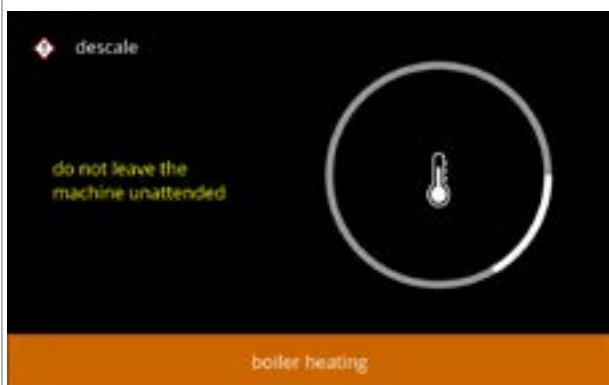 descale
do not leave the
machine unattended
boiler heating